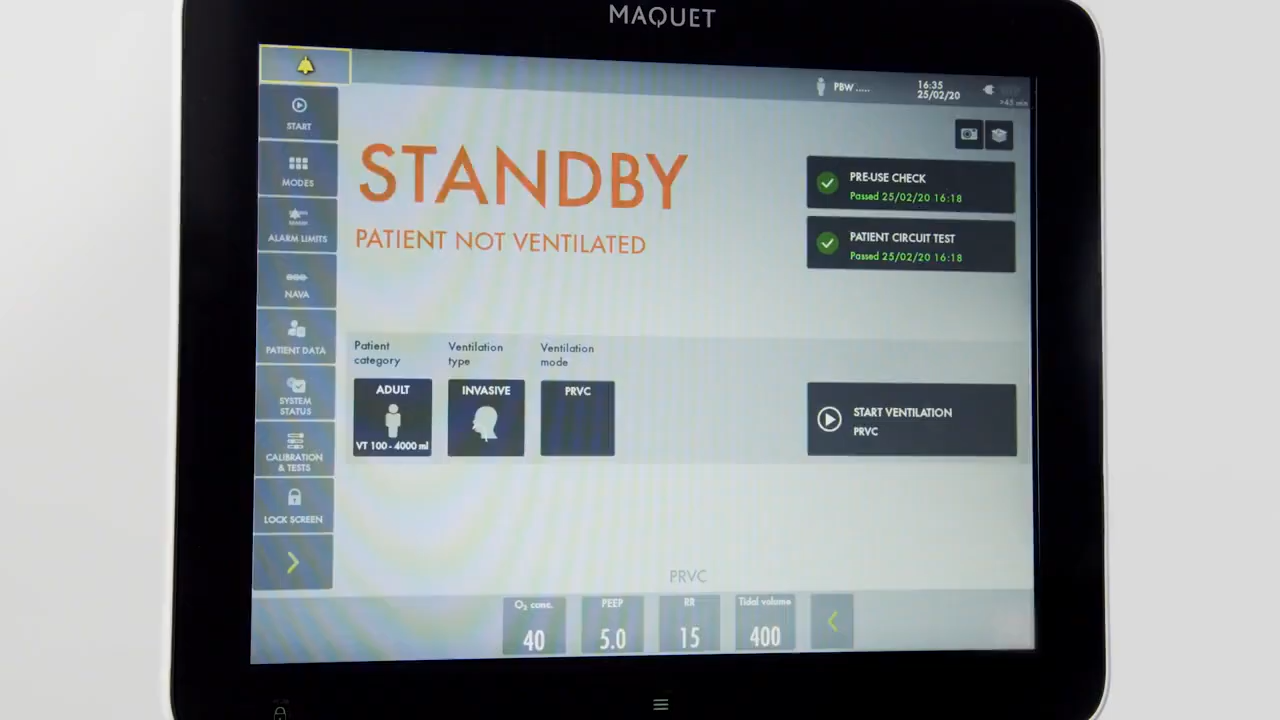 MAQUET
PBW .....
16:35
25/02/20
>45 min
START
MODES
ALARM LIMITS
NAVA
PATIENT DATA
SYSTEM
STATUS
CALIBRATION
& TESTS
LOCK SCREEN
STANDBY
PATIENT NOT VENTILATED
PRE-USE CHECK
Passed 25/02/20 16:18
PATIENT CIRCUIT TEST
Passed 25/02/20 16:18
Patient
category
Ventilation
type
Ventilation
mode
ADULT
VT 100 - 4000 ml
INVASIVE
PRVC
START VENTILATION
PRVC
PRVC
O₂ conc.
40
PEEP
5.0
RR
15
Tidal volume
400